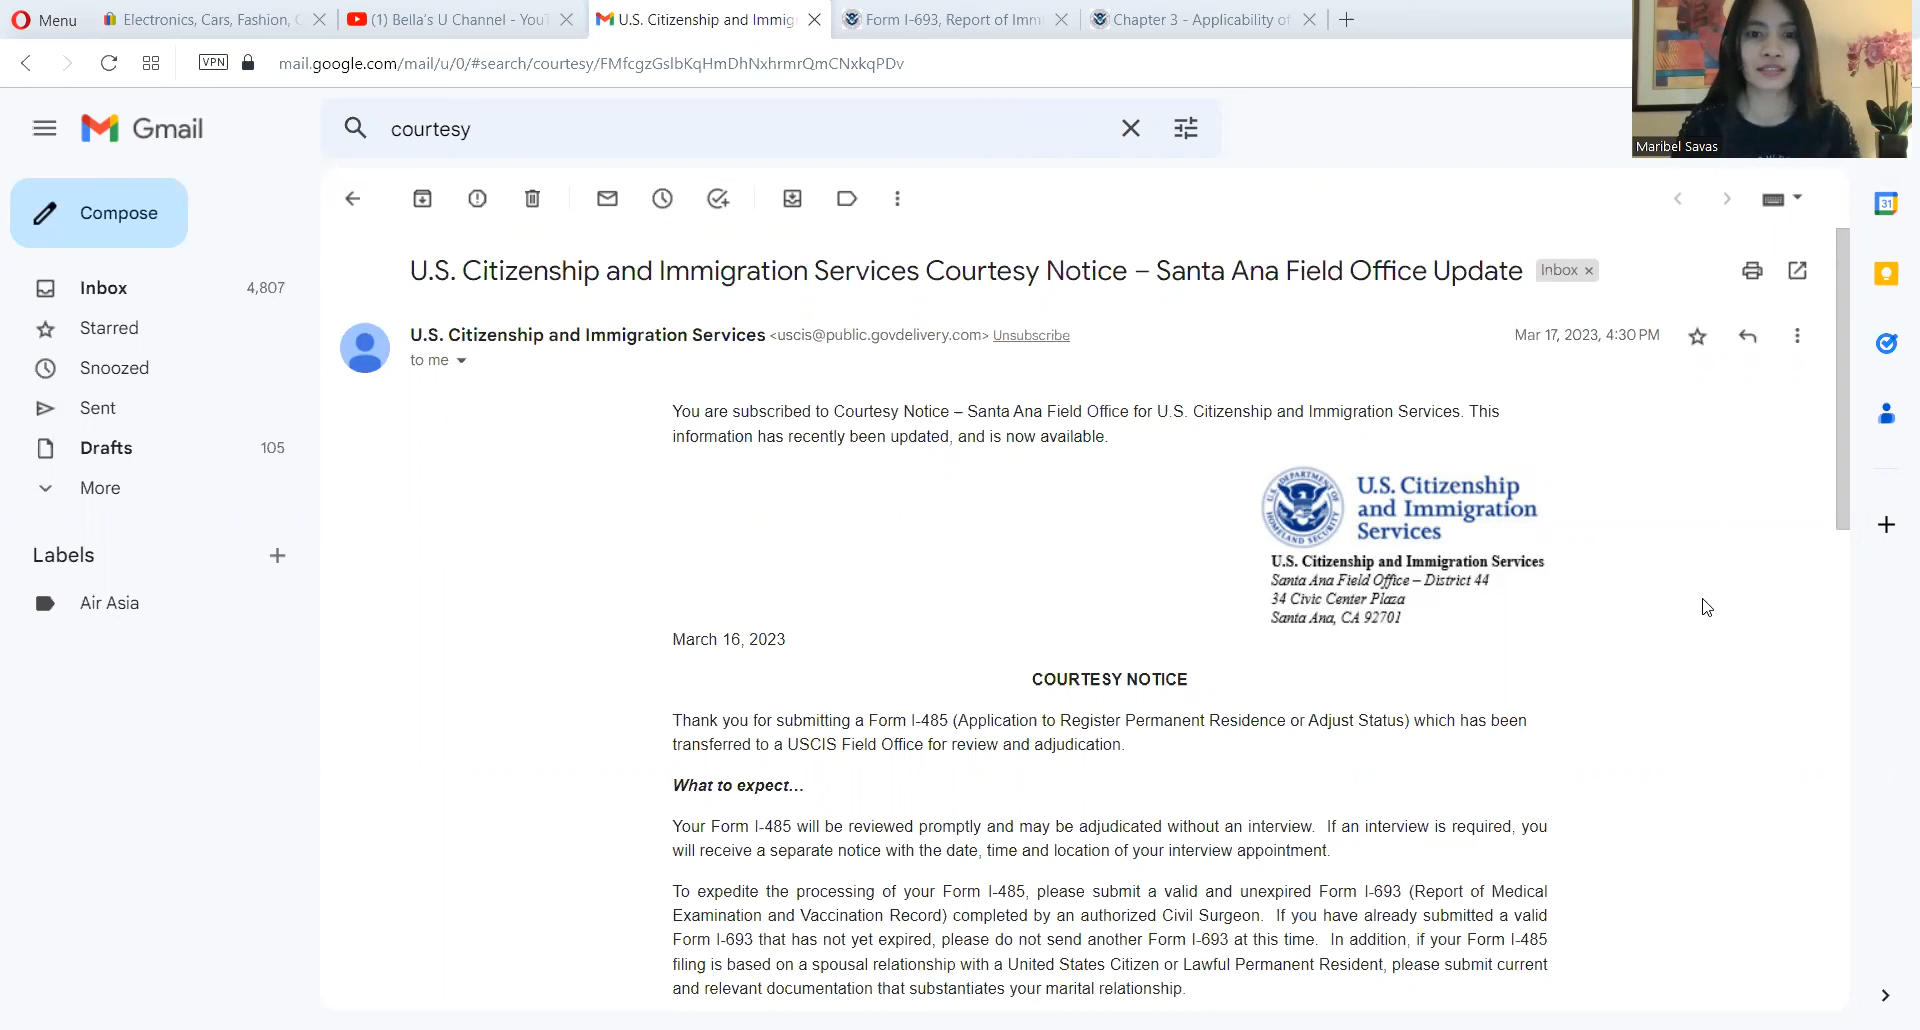 Menu
Electronics, Cars, Fashion, C
(1) Bella's U Channel - YouT
U.S. Citizenship and Immig
Form I-693, Report of Immi
Chapter 3 - Applicability of
VPN
mail.google.com/mail/u/0/#search/courtesy/FMfcgzGslbKqHmDhNxhrmrQmCNxkqPDv
Maribel Savas
Gmail
courtesy
Compose
Inbox 4,807
Starred
Snoozed
Sent
Drafts 105
More
Labels
Air Asia
31
U.S. Citizenship and Immigration Services Courtesy Notice – Santa Ana Field Office Update Inbox
U.S. Citizenship and Immigration Services <uscis@public.govdelivery.com> Unsubscribe Mar 17, 2023, 4:30 PM
to me
You are subscribed to Courtesy Notice – Santa Ana Field Office for U.S. Citizenship and Immigration Services. This
information has recently been updated, and is now available.
U.S. DEPARTMENT OF HOMELAND SECURITY
U.S. Citizenship
and Immigration
Services
U.S. Citizenship and Immigration Services
Santa Ana Field Office – District 44
34 Civic Center Plaza
Santa Ana, CA 92701
March 16, 2023
COURTESY NOTICE
Thank you for submitting a Form I-485 (Application to Register Permanent Residence or Adjust Status) which has been
transferred to a USCIS Field Office for review and adjudication.
What to expect…
Your Form I-485 will be reviewed promptly and may be adjudicated without an interview. If an interview is required, you
will receive a separate notice with the date, time and location of your interview appointment.
To expedite the processing of your Form I-485, please submit a valid and unexpired Form I-693 (Report of Medical
Examination and Vaccination Record) completed by an authorized Civil Surgeon. If you have already submitted a valid
Form I-693 that has not yet expired, please do not send another Form I-693 at this time. In addition, if your Form I-485
filing is based on a spousal relationship with a United States Citizen or Lawful Permanent Resident, please submit current
and relevant documentation that substantiates your marital relationship.